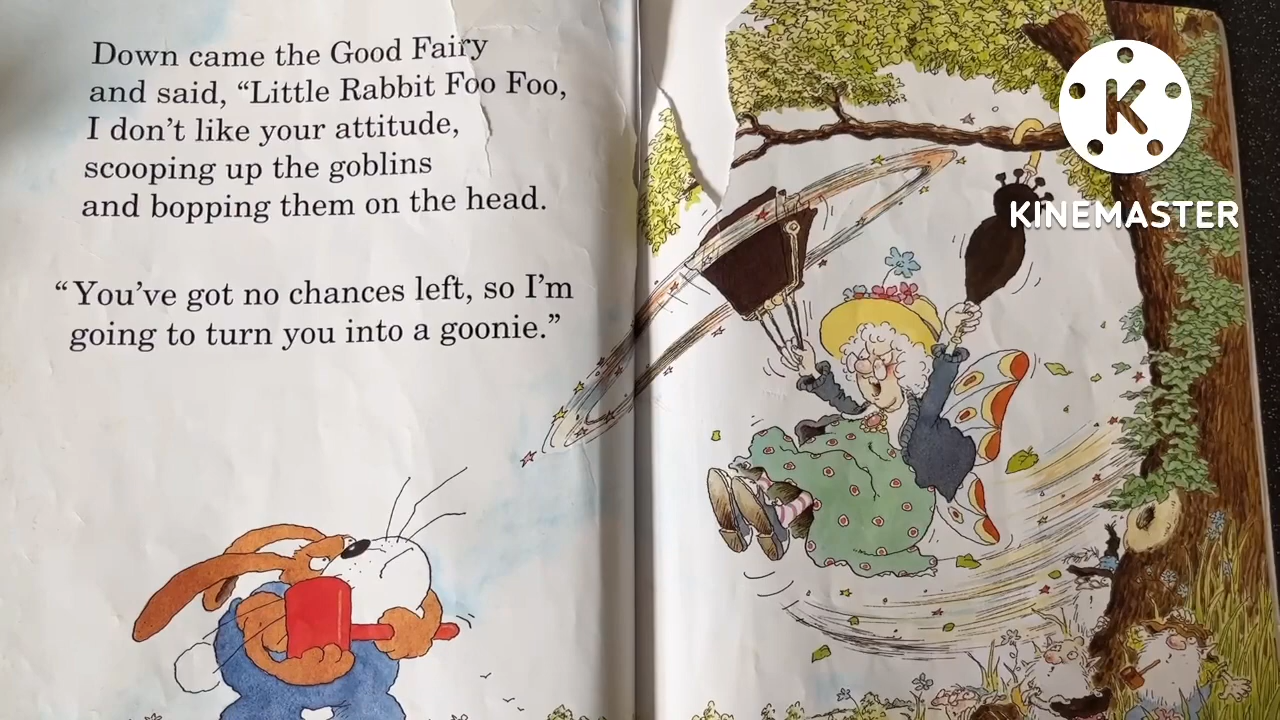 Down came the Good Fairy
and said, “Little Rabbit Foo Foo,
I don’t like your attitude,
scooping up the goblins
and bopping them on the head.
“You’ve got no chances left, so I’m
going to turn you into a goonie.”
K
KINEMASTER